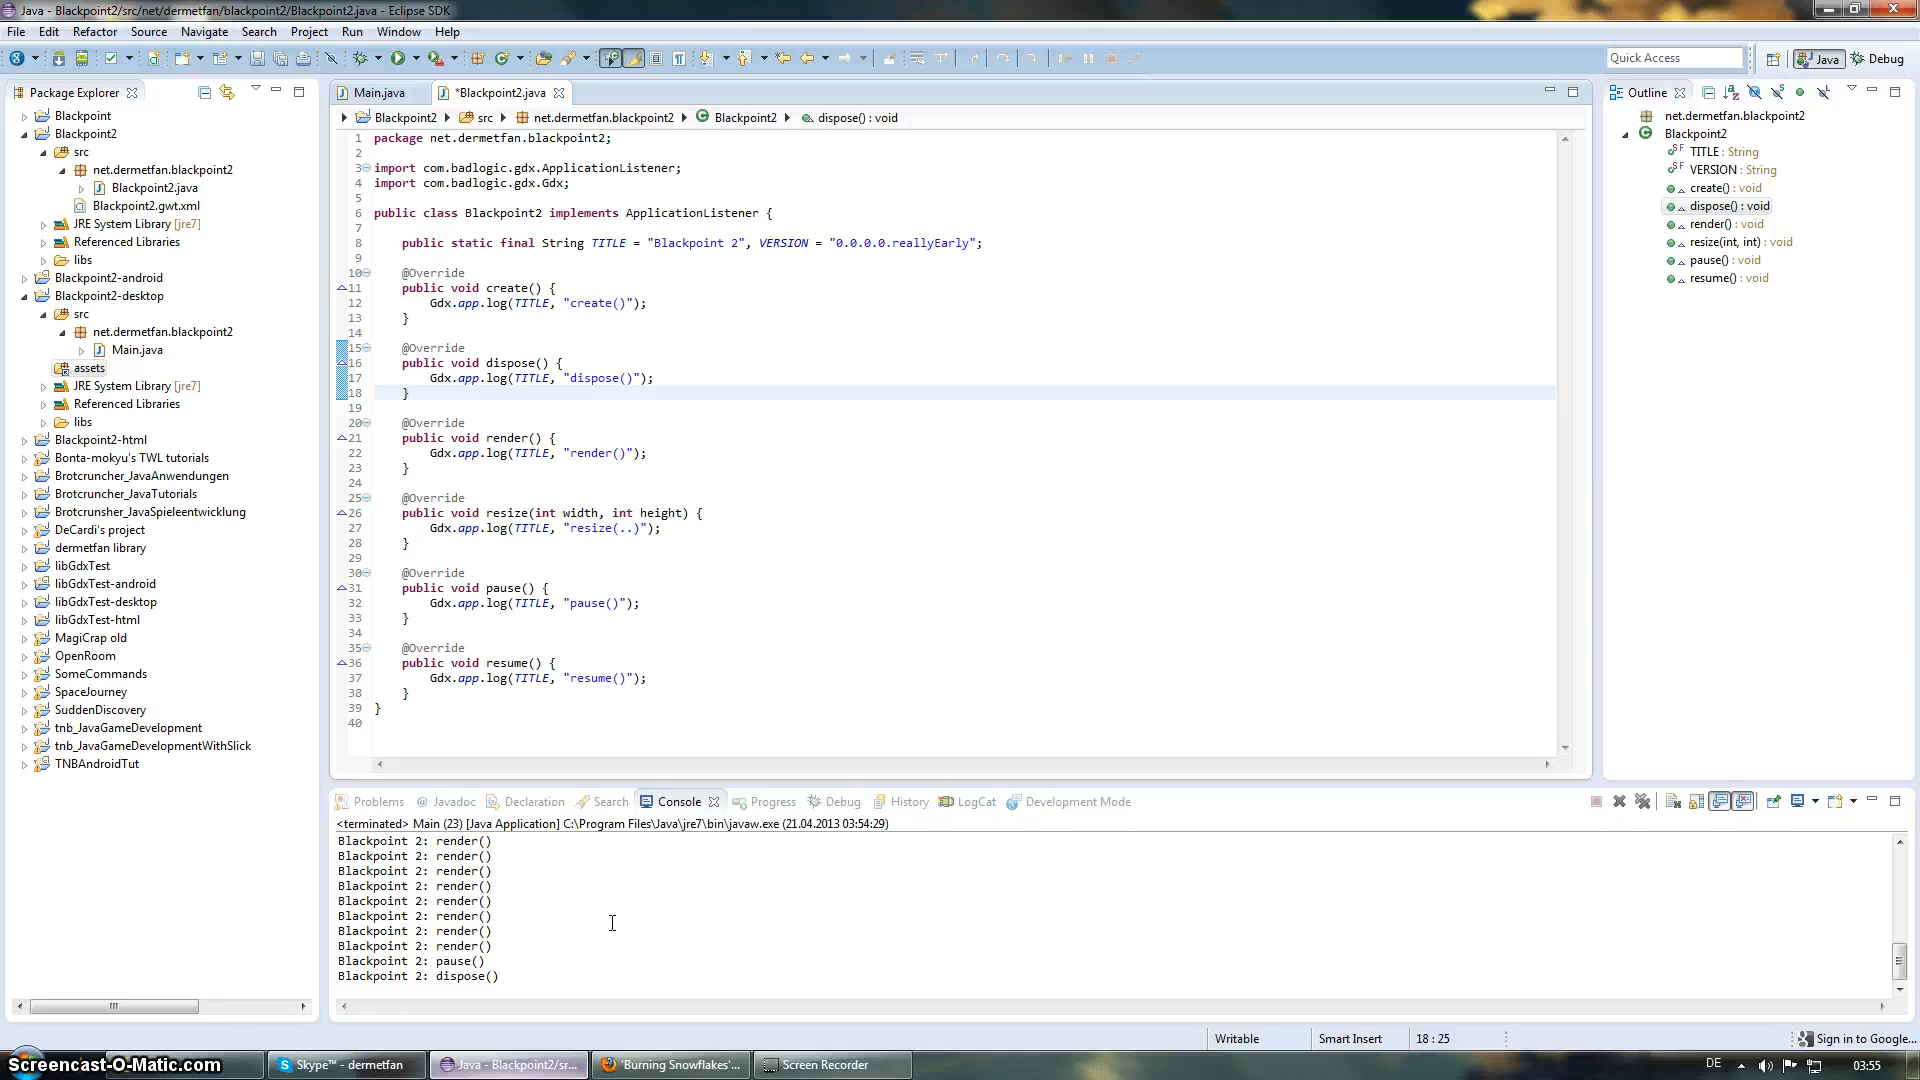 Java - Blackpoint2/src/net/dermetfan/blackpoint2/Blackpoint2.java - Eclipse SDK
File Edit Refactor Source Navigate Search Project Run Window Help
Quick Access
Java
Debug
Package Explorer
Blackpoint
Blackpoint2
src
net.dermetfan.blackpoint2
Blackpoint2.java
Blackpoint2.gwt.xml
JRE System Library [jre7]
Referenced Libraries
libs
Blackpoint2-android
Blackpoint2-desktop
src
net.dermetfan.blackpoint2
Main.java
assets
JRE System Library [jre7]
Referenced Libraries
libs
Blackpoint2-html
Bonta-mokyu's TWL tutorials
Brotcruncher_JavaAnwendungen
Brotcruncher_JavaTutorials
Brotcrunsher_JavaSpieleentwicklung
DeCardi's project
dermetfan library
libGdxTest
libGdxTest-android
libGdxTest-desktop
libGdxTest-html
MagiCrap old
OpenRoom
SomeCommands
SpaceJourney
SuddenDiscovery
tnb_JavaGameDevelopment
tnb_JavaGameDevelopmentWithSlick
TNBAndroidTut
Main.java
*Blackpoint2.java
Blackpoint2 src net.dermetfan.blackpoint2 Blackpoint2 dispose() : void
1 package net.dermetfan.blackpoint2;
2
3 import com.badlogic.gdx.ApplicationListener;
4 import com.badlogic.gdx.Gdx;
5
6 public class Blackpoint2 implements ApplicationListener {
7
8 public static final String TITLE = "Blackpoint 2", VERSION = "0.0.0.0.reallyEarly";
9
10 @Override
11 public void create() {
12 Gdx.app.log(TITLE, "create()");
13 }
14
15 @Override
16 public void dispose() {
17 Gdx.app.log(TITLE, "dispose()");
18 }
19
20 @Override
21 public void render() {
22 Gdx.app.log(TITLE, "render()");
23 }
24
25 @Override
26 public void resize(int width, int height) {
27 Gdx.app.log(TITLE, "resize(..)");
28 }
29
30 @Override
31 public void pause() {
32 Gdx.app.log(TITLE, "pause()");
33 }
34
35 @Override
36 public void resume() {
37 Gdx.app.log(TITLE, "resume()");
38 }
39 }
40
Outline
net.dermetfan.blackpoint2
Blackpoint2
TITLE : String
VERSION : String
create() : void
dispose() : void
render() : void
resize(int, int) : void
pause() : void
resume() : void
Problems @ Javadoc Declaration Search Console Progress Debug History LogCat Development Mode
<terminated> Main (23) [Java Application] C:\Program Files\Java\jre7\bin\javaw.exe (21.04.2013 03:54:29)
Blackpoint 2: render()
Blackpoint 2: render()
Blackpoint 2: render()
Blackpoint 2: render()
Blackpoint 2: render()
Blackpoint 2: render()
Blackpoint 2: render()
Blackpoint 2: render()
Blackpoint 2: pause()
Blackpoint 2: dispose()
Writable Smart Insert 18 : 25 Sign in to Google...
Screencast-O-Matic.com
Skype™ - dermetfan
Java - Blackpoint2/sr...
'Burning Snowflakes'...
Screen Recorder
DE
03:55